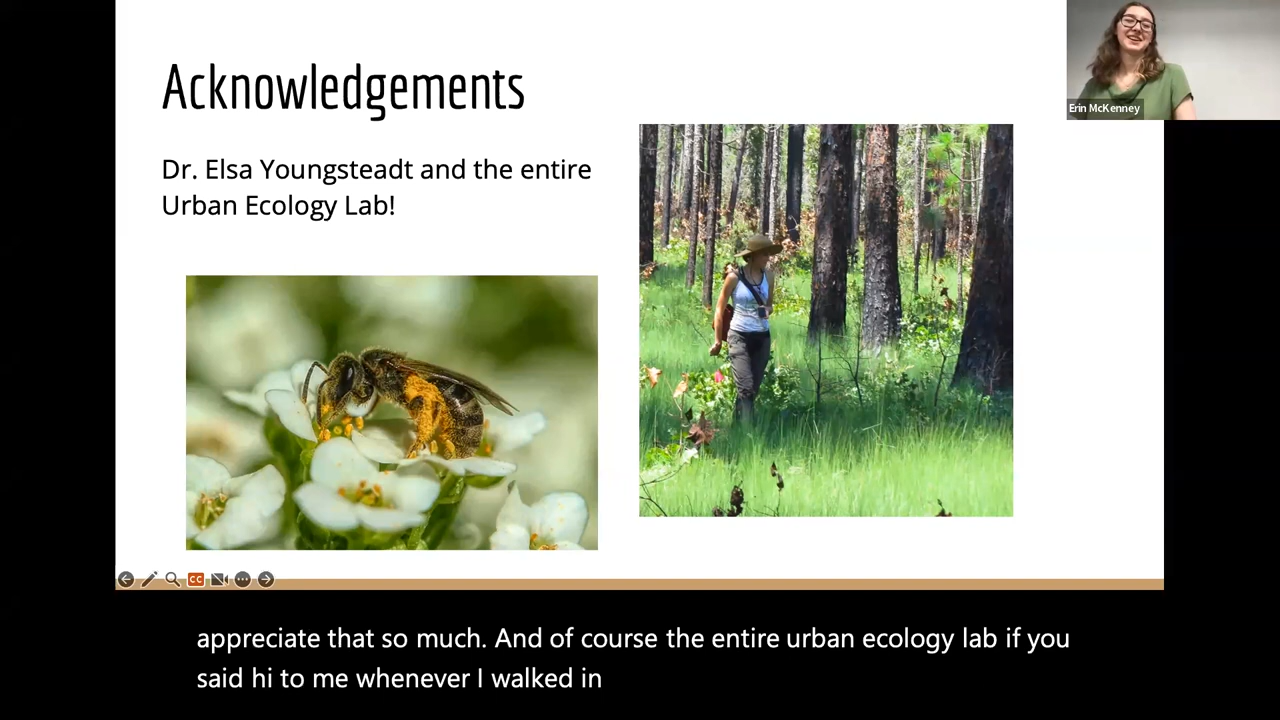 Acknowledgements
Dr. Elsa Youngsteadt and the entire
Urban Ecology Lab!
Erin McKenney
CC
appreciate that so much. And of course the entire urban ecology lab if you
said hi to me whenever I walked in